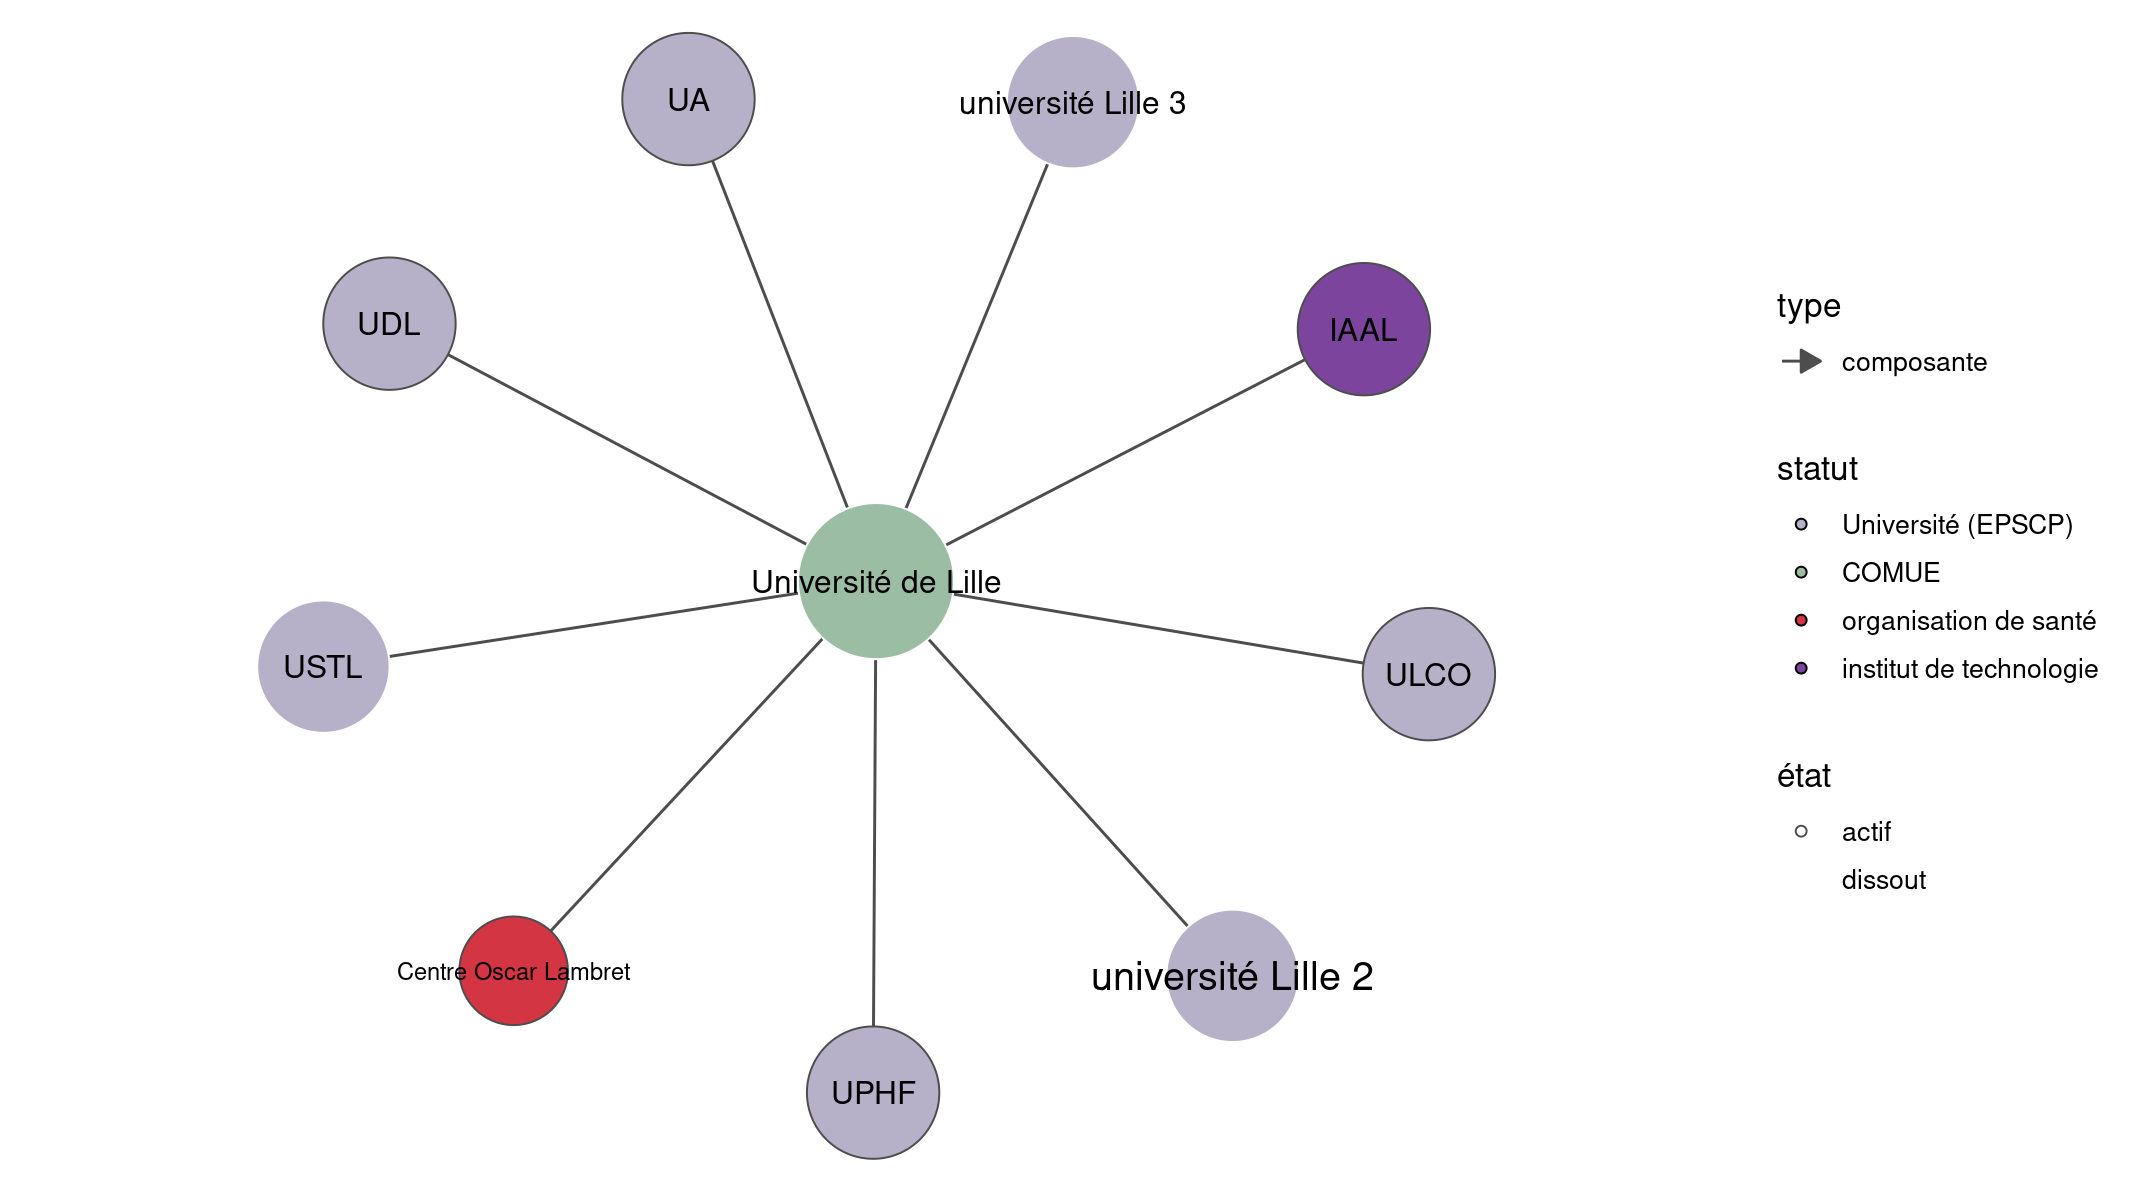 UA
université Lille 3
UDL
IAAL
Université de Lille
USTL
ULCO
Centre Oscar Lambret
université Lille 2
UPHF
type
composante
statut
Université (EPSCP)
COMUE
organisation de santé
institut de technologie
état
actif
dissout